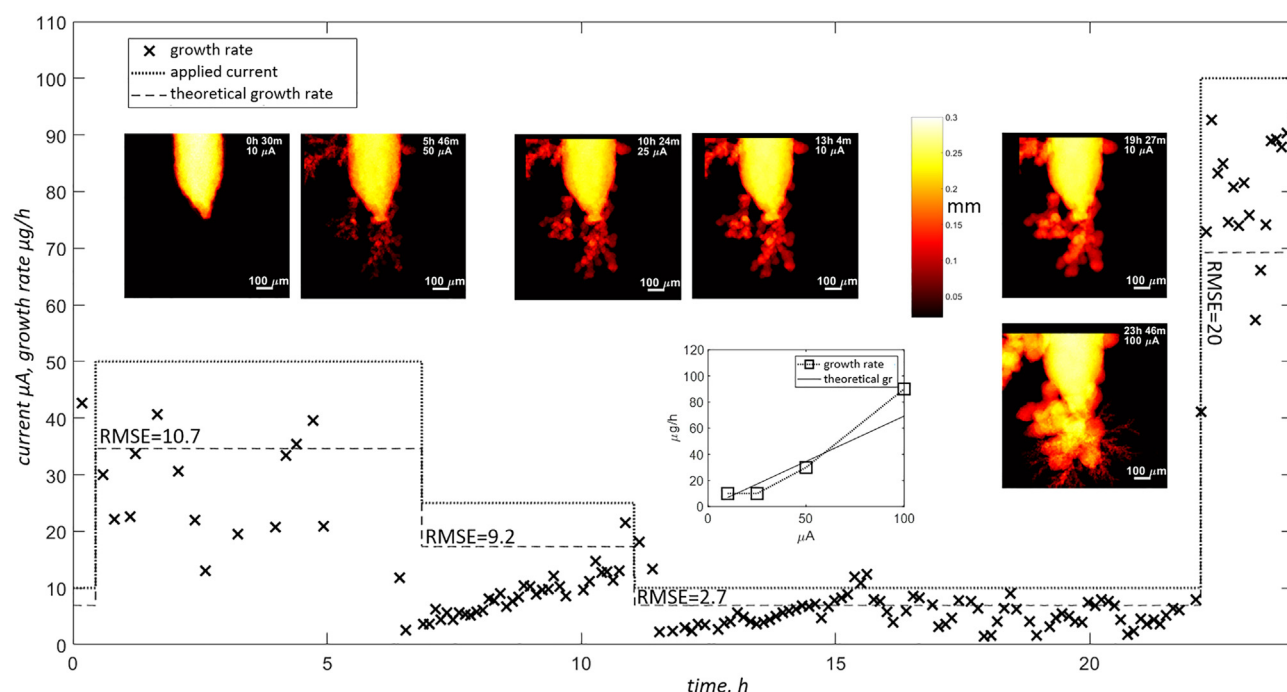 110
100
90
80
70
60
50
40
30
20
10
0
current μA, growth rate μg/h
growth rate
applied current
theoretical growth rate
0h 30m
10 μA
100 μm
5h 46m
50 μA
100 μm
10h 24m
25 μA
100 μm
13h 4m
10 μA
100 μm
0.3
0.25
0.2
mm
0.15
0.1
0.05
19h 27m
10 μA
100 μm
23h 46m
100 μA
100 μm
RMSE=10.7
RMSE=9.2
RMSE=2.7
RMSE=20
120
100
80
60
40
20
0
μg/h
growth rate
theoretical gr
0
50
100
μA
0
5
10
15
20
time, h